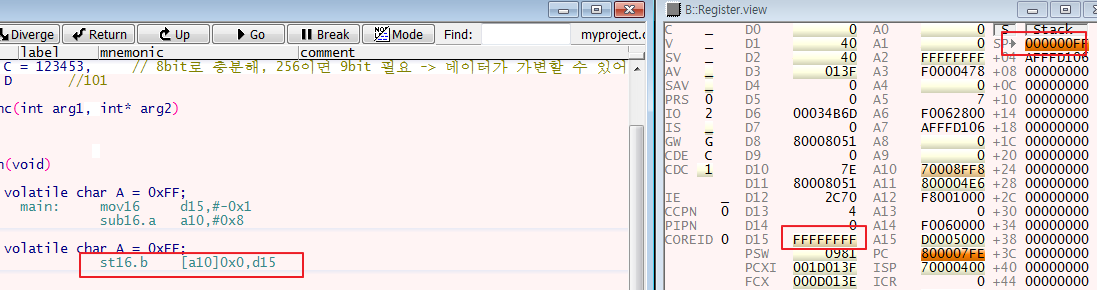 B::Register.view
Diverge Return Up Go Break Mode Find: myproject.c
label mnemonic comment
C = 123453, // 8bit로 충분해, 256이면 9bit 필요 -> 데이터가 가변할 수 있어
D //101
nc(int arg1, int* arg2)
n(void)
volatile char A = 0xFF;
main: mov16 d15,#-0x1
sub16.a a10,#0x8
volatile char A = 0xFF;
st16.b [a10]0x0,d15
C _ D0 0 A0 0 S Stack
V _ D1 40 A1 0 SP 000000FF
SV _ D2 40 A2 FFFFFFFF +04 AFFFD106
AV _ D3 013F A3 F0000478 +08 00000000
SAV _ D4 0 A4 0 +0C 00000000
PRS 0 D5 0 A5 7 +10 00000000
IO 2 D6 00034B6D A6 F0062800 +14 00000000
IS _ D7 0 A7 AFFFD106 +18 00000000
GW G D8 80008051 A8 0 +1C 00000000
CDE C D9 0 A9 0 +20 00000000
CDC 1 D10 7E A10 70008FF8 +24 00000000
D11 80008051 A11 800004E6 +28 00000000
IE _ D12 2C70 A12 F8001000 +2C 00000000
CCPN 0 D13 4 A13 0 +30 00000000
PIPN 0 D14 0 A14 F0060000 +34 00000000
COREID 0 D15 FFFFFFFF A15 D0005000 +38 00000000
PSW 0981 PC 800007FE +3C 00000000
PCXI 001D013F ISP 70000400 +40 00000000
FCX 000D013E ICR 0 +44 00000000